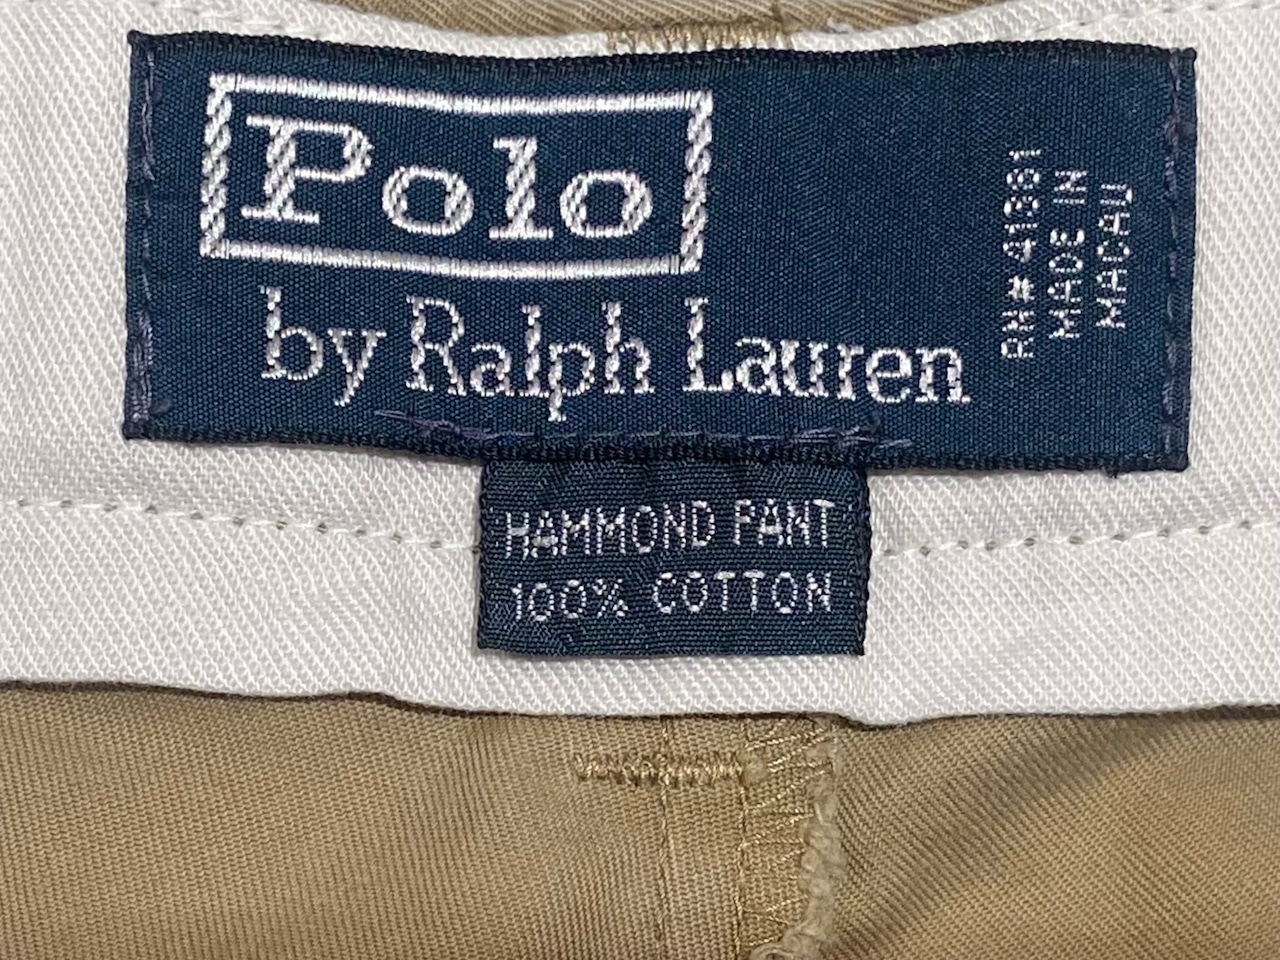 Polo
by Ralph Lauren
RN# 41381
MADE IN
MACAU
HAMMOND PANT
100% COTTON